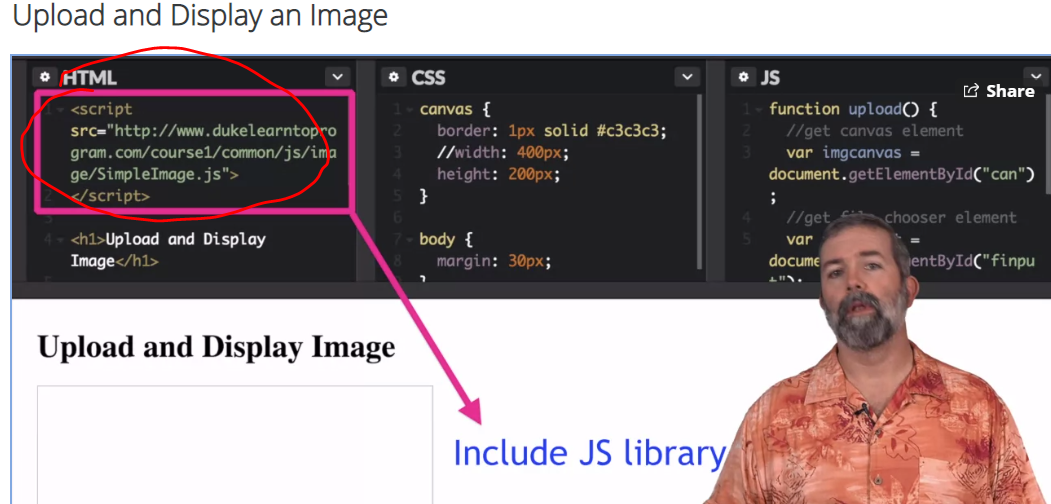 Upload and Display an Image
HTML
1 <script
src="http://www.dukelearntopro
gram.com/course1/common/js/ima
ge/SimpleImage.js">
2 </script>
3
4 <h1>Upload and Display
Image</h1>
CSS
1 canvas {
2 border: 1px solid #c3c3c3;
3 //width: 400px;
4 height: 200px;
5 }
6
7 body {
8 margin: 30px;
}
JS
Share
1 function upload() {
2 //get canvas element
3 var imgcanvas =
document.getElementById("can")
;
4 //get file chooser element
5 var =
mentById("finpu
t");
Upload and Display Image
Include JS library